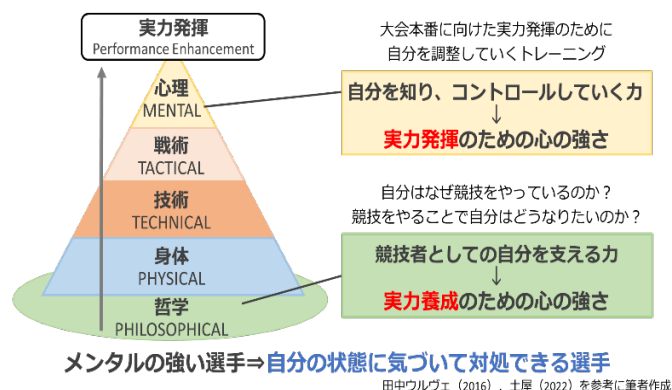 実力発揮
Performance Enhancement
心理
MENTAL
戦術
TACTICAL
技術
TECHNICAL
身体
PHYSICAL
哲学
PHILOSOPHICAL
大会本番に向けた実力発揮のために
自分を調整していくトレーニング
自分を知り、コントロールしていく力
↓
実力発揮のための心の強さ
自分はなぜ競技をやっているのか?
競技をやることで自分はどうなりたいのか?
競技者としての自分を支える力
↓
実力養成のための心の強さ
メンタルの強い選手⇒自分の状態に気づいて対処できる選手
田中ウルヴェ(2016)、土屋(2022)を参考に筆者作成